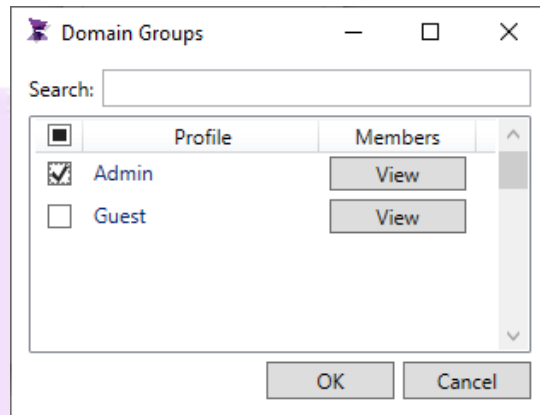 Domain Groups
Search:
Profile Members
Admin View
Guest View
OK Cancel